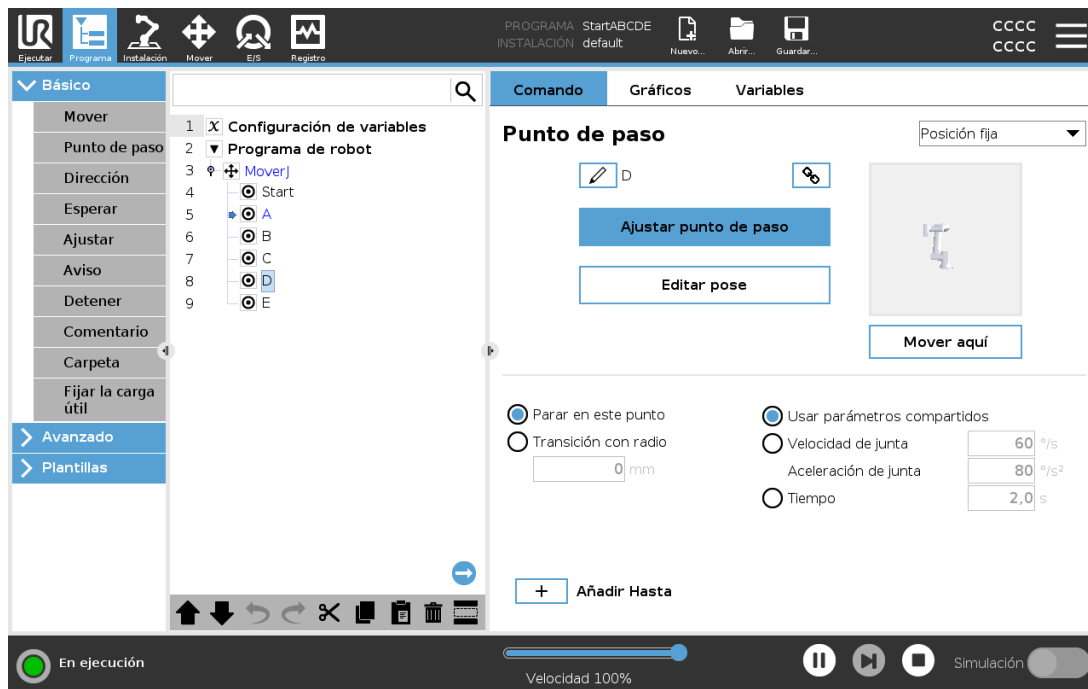 UR
PROGRAMA StartABCDE
INSTALACIÓN default
CCCC
CCCC
Ejecutar Programa Instalación Mover E/S Registro Nuevo... Abrir... Guardar...
Básico
Mover
Punto de paso
Dirección
Esperar
Ajustar
Aviso
Detener
Comentario
Carpeta
Fijar la carga
útil
Avanzado
Plantillas
1 x Configuración de variables
2 Programa de robot
3 MoverJ
4 Start
5 A
6 B
7 C
8 D
9 E
Comando Gráficos Variables
Punto de paso
Posición fija
D
Ajustar punto de paso
Editar pose
Mover aquí
Parar en este punto
Transición con radio
0 mm
Usar parámetros compartidos
Velocidad de junta 60 °/s
Aceleración de junta 80 °/s²
Tiempo 2,0 s
+ Añadir Hasta
En ejecución
Velocidad 100%
Simulación